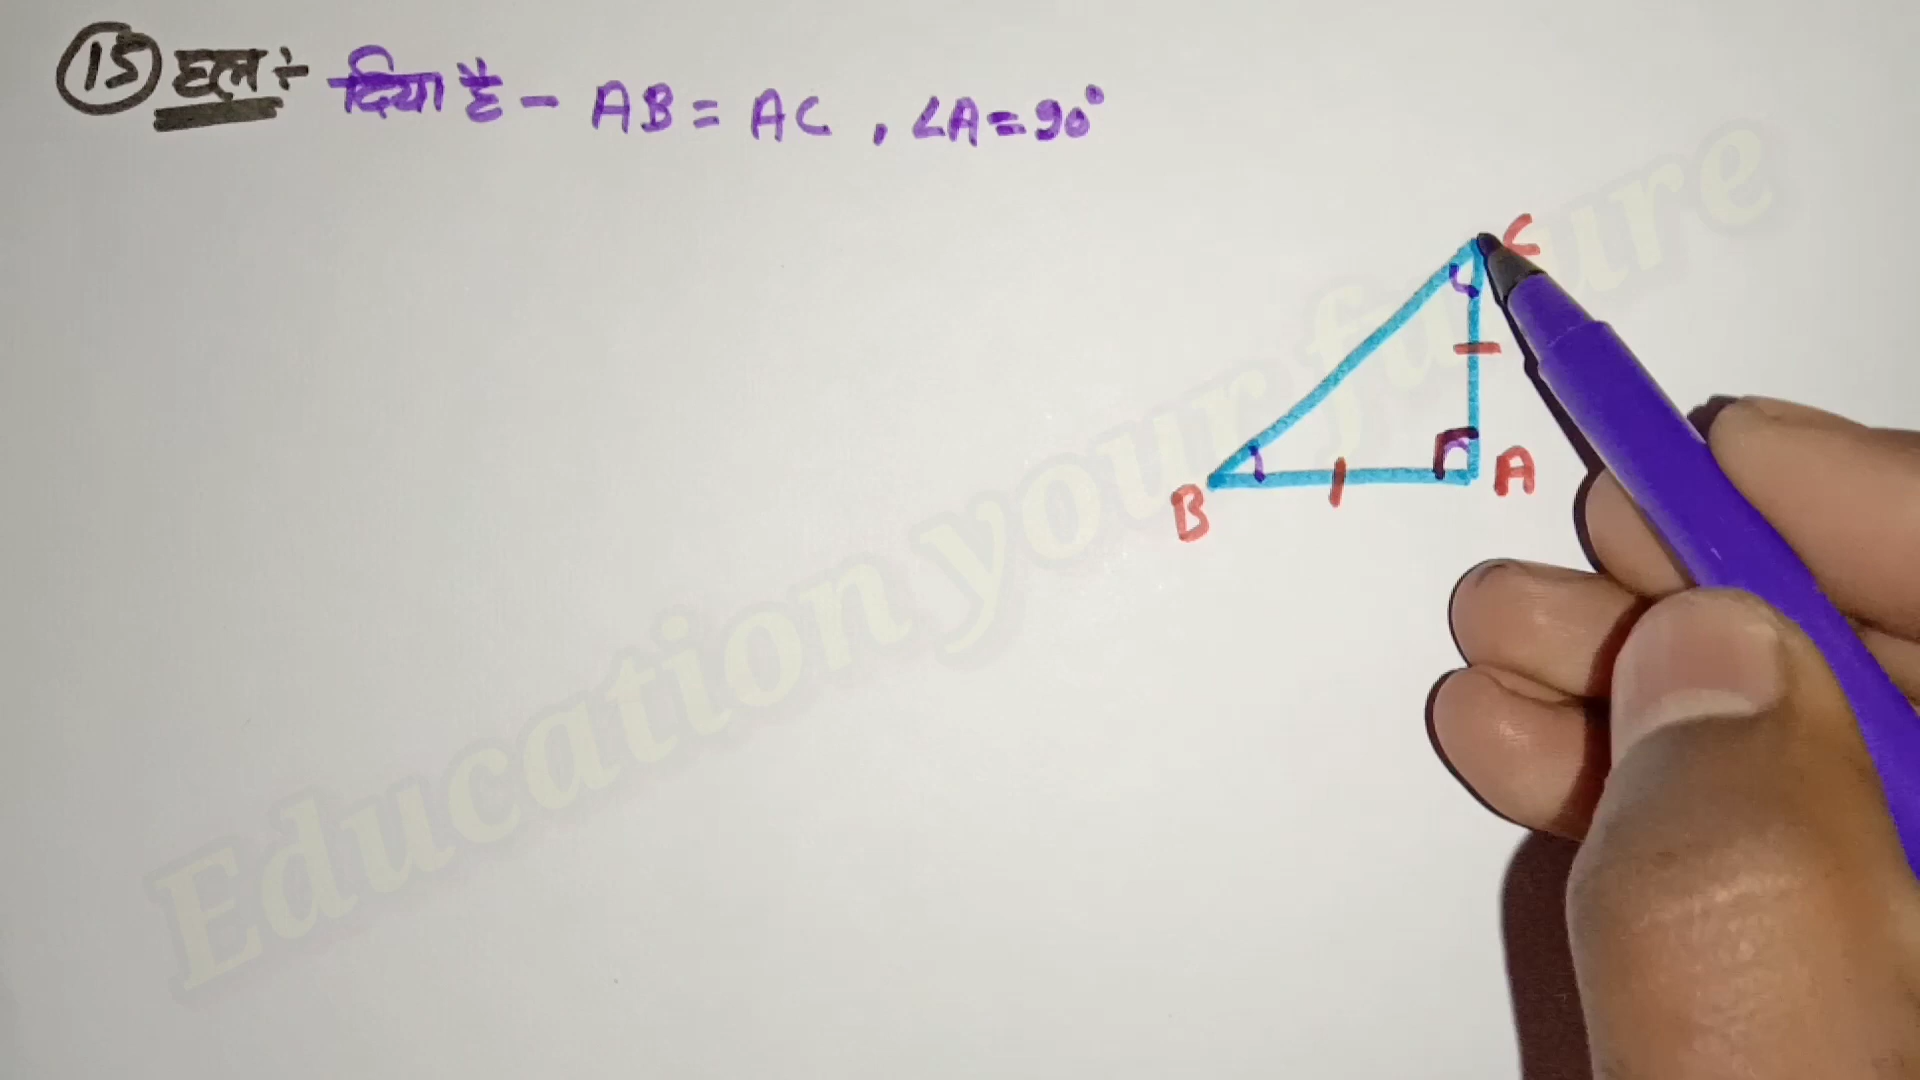 15 हल ÷ दिया है - AB = AC , ∠A = 90°
C
A
B
Education your future